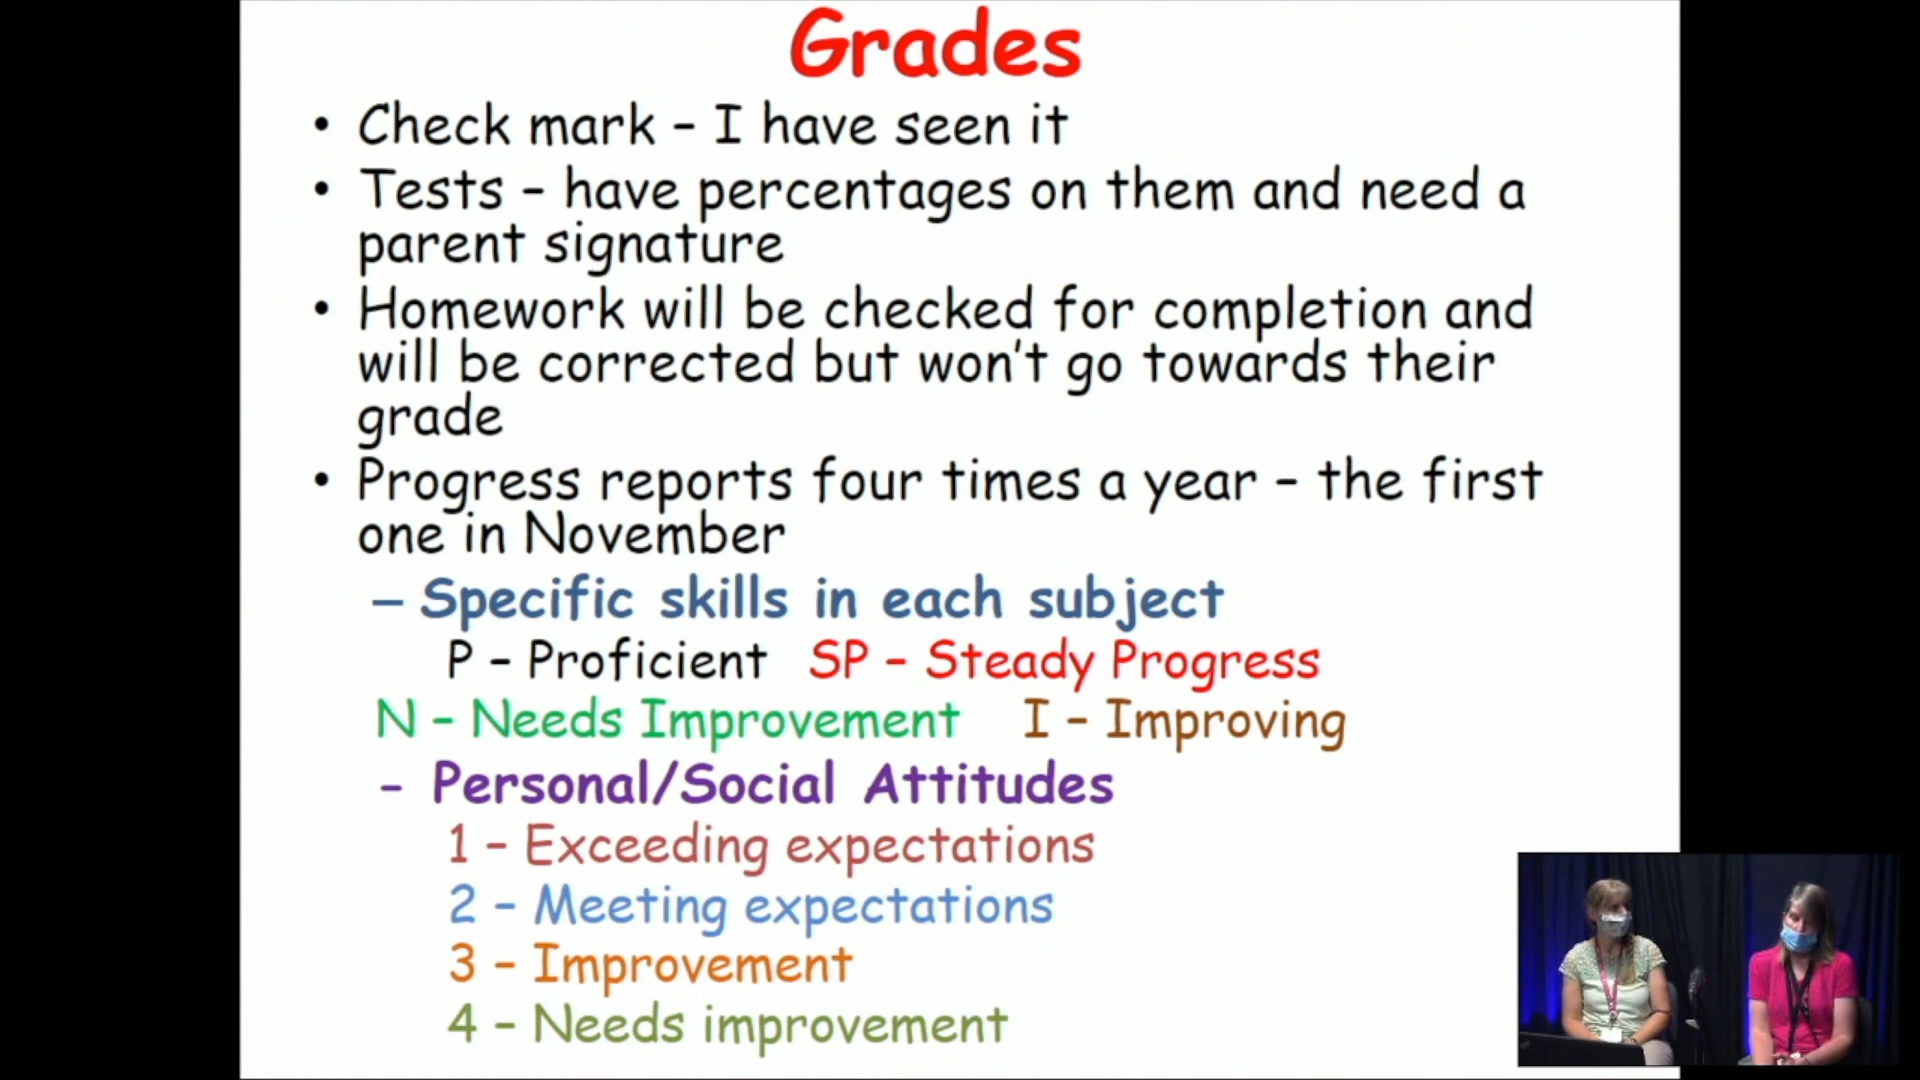 Grades
• Check mark – I have seen it
• Tests – have percentages on them and need a
parent signature
• Homework will be checked for completion and
will be corrected but won't go towards their
grade
• Progress reports four times a year – the first
one in November
– Specific skills in each subject
P – Proficient SP – Steady Progress
N – Needs Improvement I – Improving
- Personal/Social Attitudes
1 – Exceeding expectations
2 – Meeting expectations
3 – Improvement
4 – Needs improvement